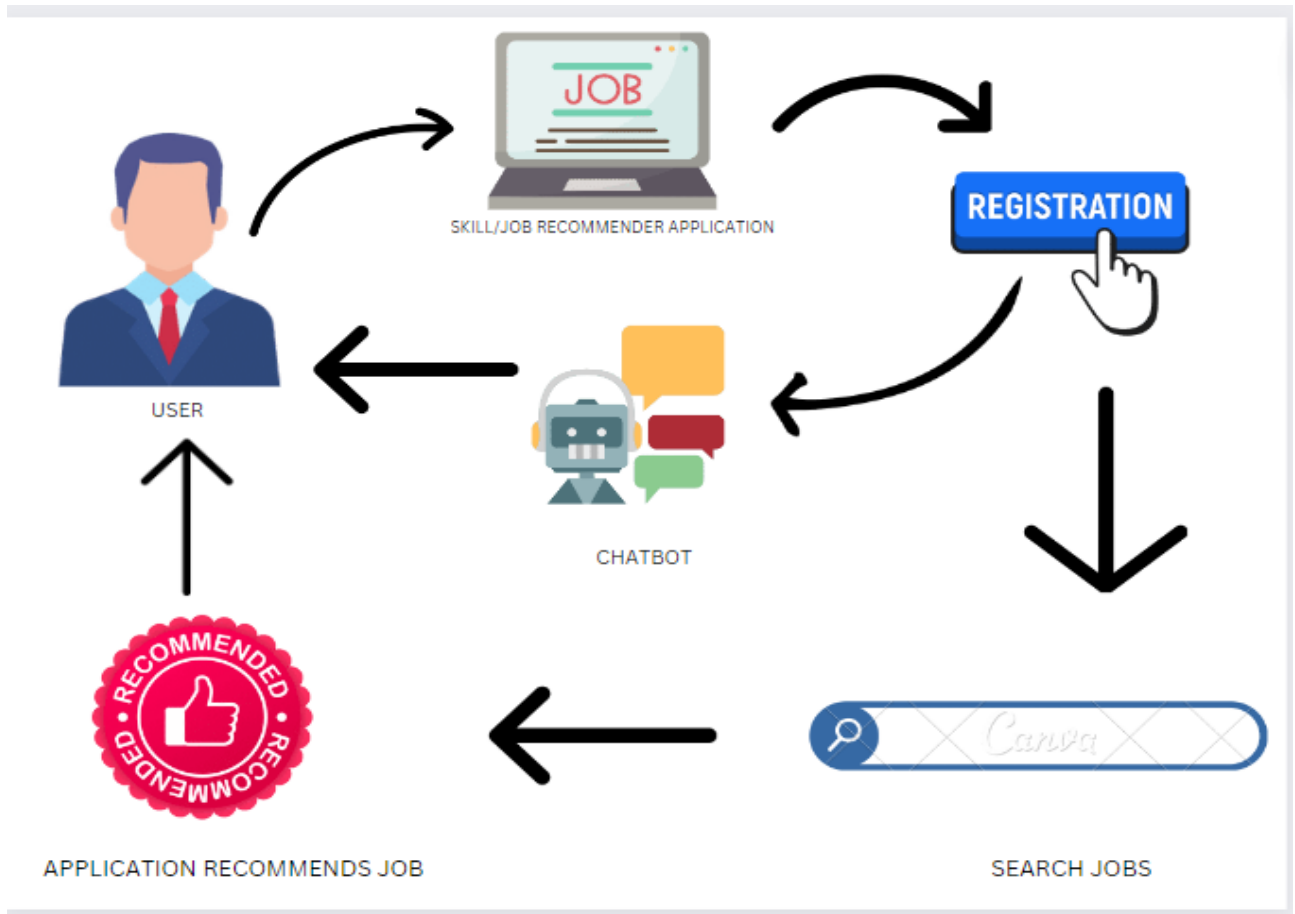 JOB
SKILL/JOB RECOMMENDER APPLICATION
REGISTRATION
USER
CHATBOT
RECOMMENDED
RECOMMENDED
Canva
APPLICATION RECOMMENDS JOB
SEARCH JOBS